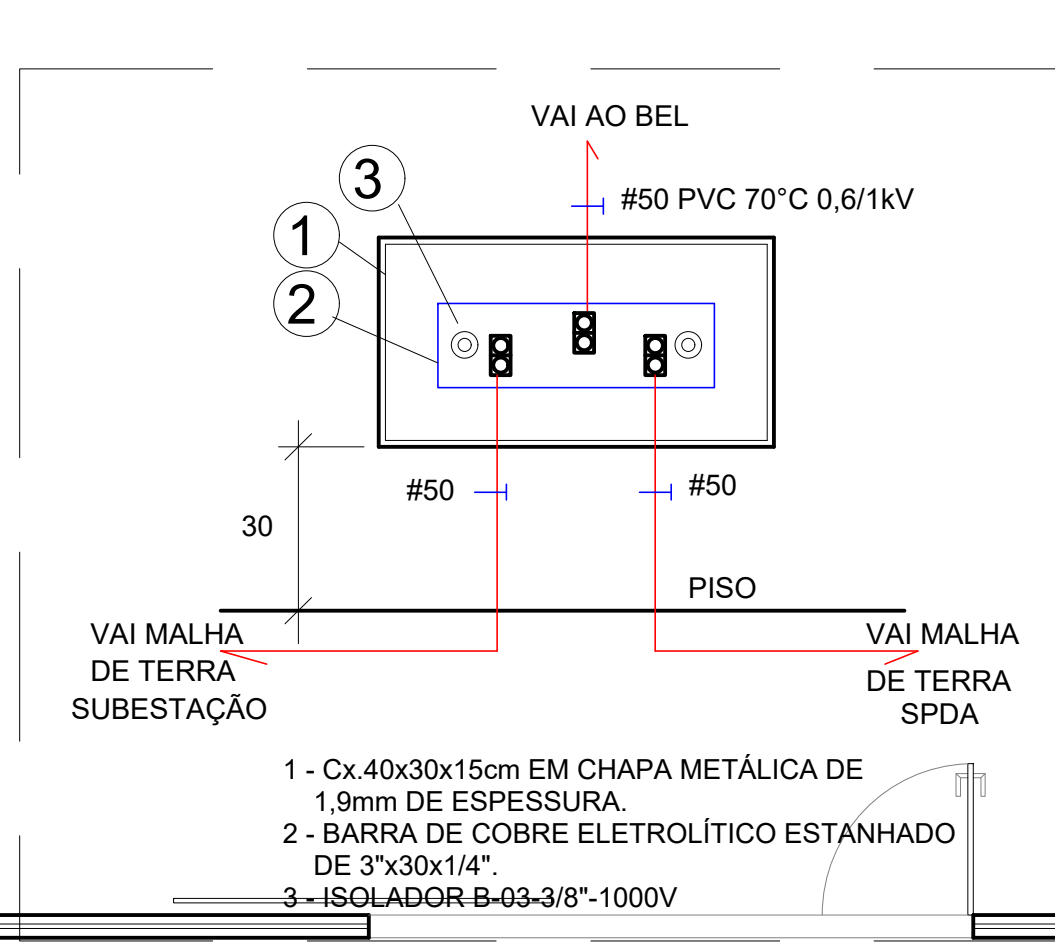 VAI AO BEL
3
#50 PVC 70°C 0,6/1kV
1
2
#50
#50
30
PISO
VAI MALHA
DE TERRA
SUBESTAÇÃO
VAI MALHA
DE TERRA
SPDA
1 - Cx.40x30x15cm EM CHAPA METÁLICA DE
1,9mm DE ESPESSURA.
2 - BARRA DE COBRE ELETROLÍTICO ESTANHADO
DE 3"x30x1/4".
3 - ISOLADOR B-03-3/8"-1000V